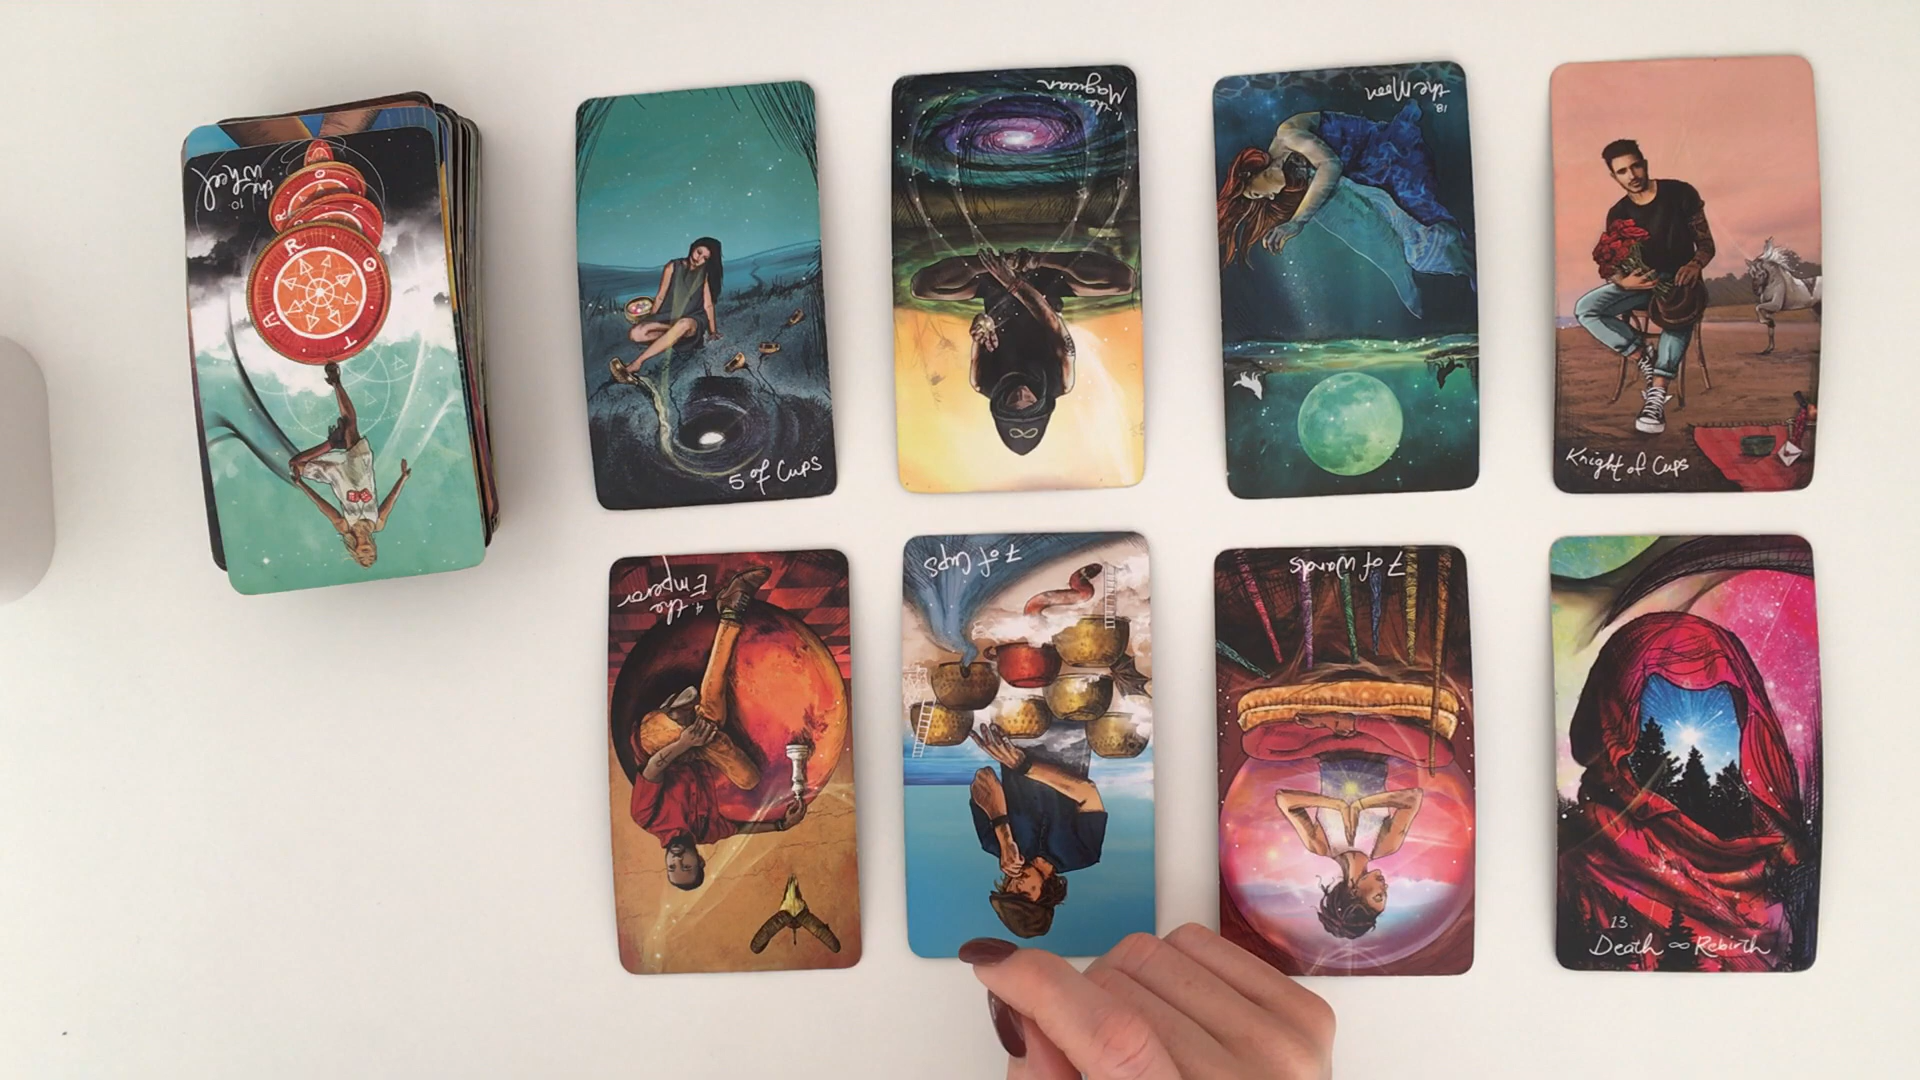 10
the
Wheel
T
A
R
O
T
R
O
T
O
5 of Cups
1. the
Magician
18.
the Moon
Knight of Cups
4. the
Emperor
7 of Cups
7 of Wands
13.
Death ∞ Rebirth